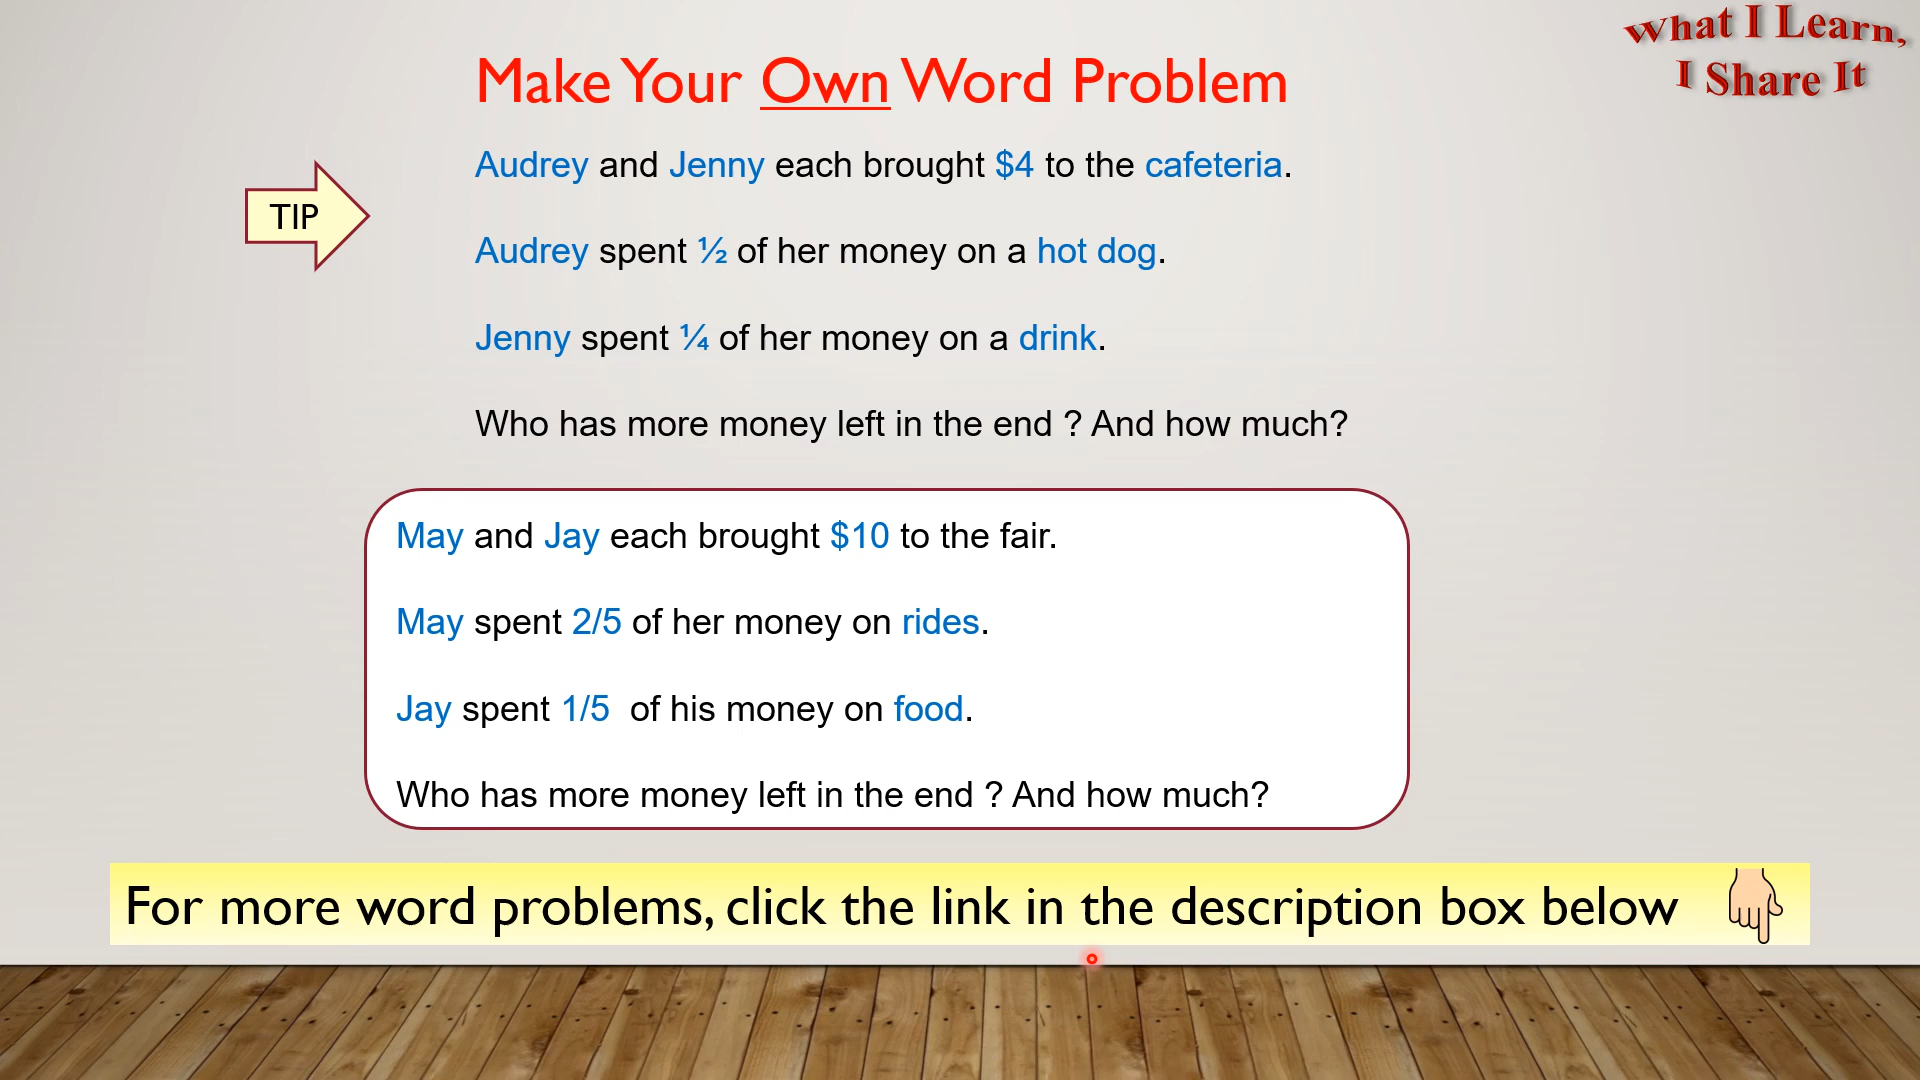 What I Learn,
I Share It
Make Your Own Word Problem
TIP
Audrey and Jenny each brought $4 to the cafeteria.
Audrey spent ½ of her money on a hot dog.
Jenny spent ¼ of her money on a drink.
Who has more money left in the end ? And how much?
May and Jay each brought $10 to the fair.
May spent 2/5 of her money on rides.
Jay spent 1/5  of his money on food.
Who has more money left in the end ? And how much?
For more word problems, click the link in the description box below